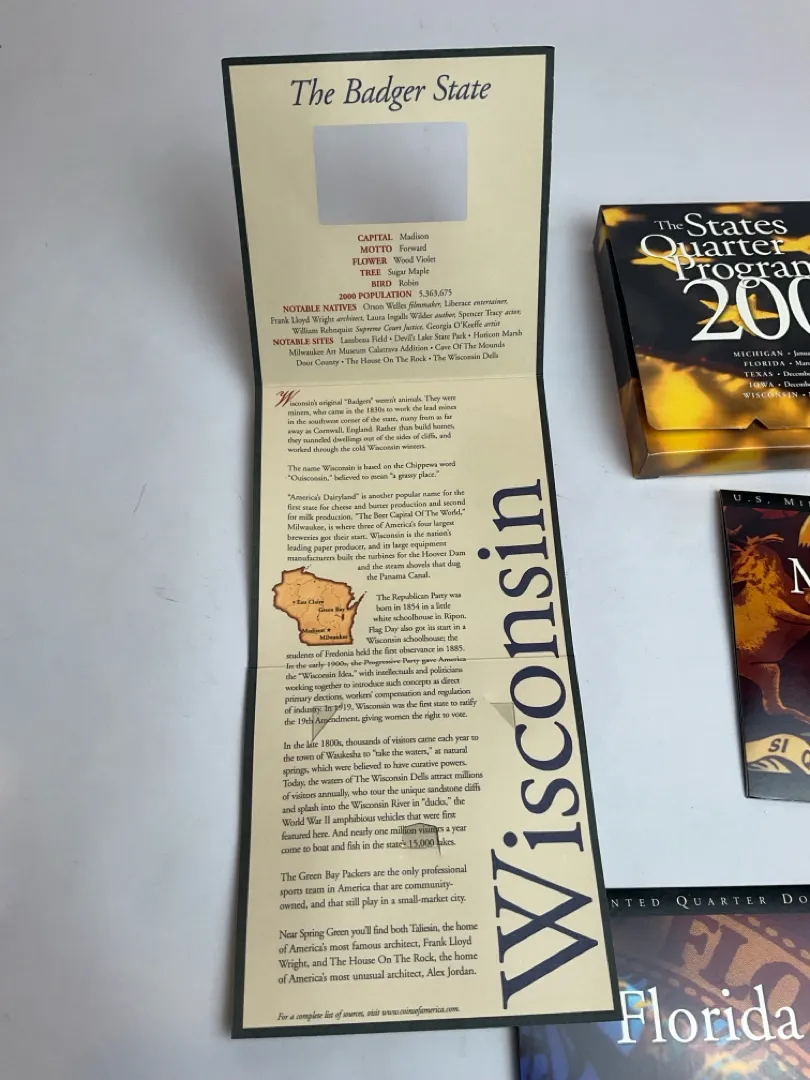 The Badger State
CAPITAL Madison
MOTTO Forward
FLOWER Wood Violet
TREE Sugar Maple
BIRD Robin
2000 POPULATION 5,363,675
NOTABLE NATIVES Orson Welles filmmaker, Liberace entertainer,
Frank Lloyd Wright architect, Laura Ingalls Wilder author, Spencer Tracy actor,
William Rehnquist Supreme Court Justice, Georgia O'Keeffe artist
NOTABLE SITES Lambeau Field • Devil's Lake State Park • Horicon Marsh
Milwaukee Art Museum Calatrava Addition • Cave Of The Mounds
Door County • The House On The Rock • The Wisconsin Dells
Wisconsin's original "Badgers" weren't animals. They were
miners, who came in the 1830s to work the lead mines
in the southwest corner of the state, many from as far
away as Cornwall, England. Rather than build homes,
they tunneled dwellings out of the sides of cliffs, and
worked through the cold Wisconsin winters.
The name Wisconsin is based on the Chippewa word
"Ouisconsin," believed to mean "a grassy place."
"America's Dairyland" is another popular name for the
first state for cheese and butter production and second
for milk production. "The Beer Capital Of The World,"
Milwaukee, is where three of America's four largest
breweries got their start. Wisconsin is the nation's
leading paper producer, and its large equipment
manufacturers built the turbines for the Hoover Dam
and the steam shovels that dug
the Panama Canal.
• Eau Claire
Green Bay
Madison ★
Milwaukee
The Republican Party was
born in 1854 in a little
white schoolhouse in Ripon.
Flag Day also got its start in a
Wisconsin schoolhouse; the
students of Fredonia held the first observance in 1885.
In the early 1900s, the Progressive Party gave America
the "Wisconsin Idea," with intellectuals and politicians
working together to introduce such concepts as direct
primary elections, workers' compensation and regulation
of industry. In 1919, Wisconsin was the first state to ratify
the 19th Amendment, giving women the right to vote.
In the late 1800s, thousands of visitors came each year to
the town of Waukesha to "take the waters," at natural
springs, which were believed to have curative powers.
Today, the waters of The Wisconsin Dells attract millions
of visitors annually, who tour the unique sandstone cliffs
and splash into the Wisconsin River in "ducks," the
World War II amphibious vehicles that were first
featured here. And nearly one million visitors a year
come to boat and fish in the state's 15,000 lakes.
The Green Bay Packers are the only professional
sports team in America that are community-
owned, and that still play in a small-market city.
Near Spring Green you'll find both Taliesin, the home
of America's most famous architect, Frank Lloyd
Wright, and The House On The Rock, the home
of America's most unusual architect, Alex Jordan.
For a complete list of sources, visit www.coinsofamerica.com.
Wisconsin
The States
Quarter
Program
200
MICHIGAN • Janu
FLORIDA • Mar
TEXAS • Decembe
IOWA • Decembe
WISCONSIN •
U.S. MI
M
SI Q
NTED QUARTER DO
FLO
Florida